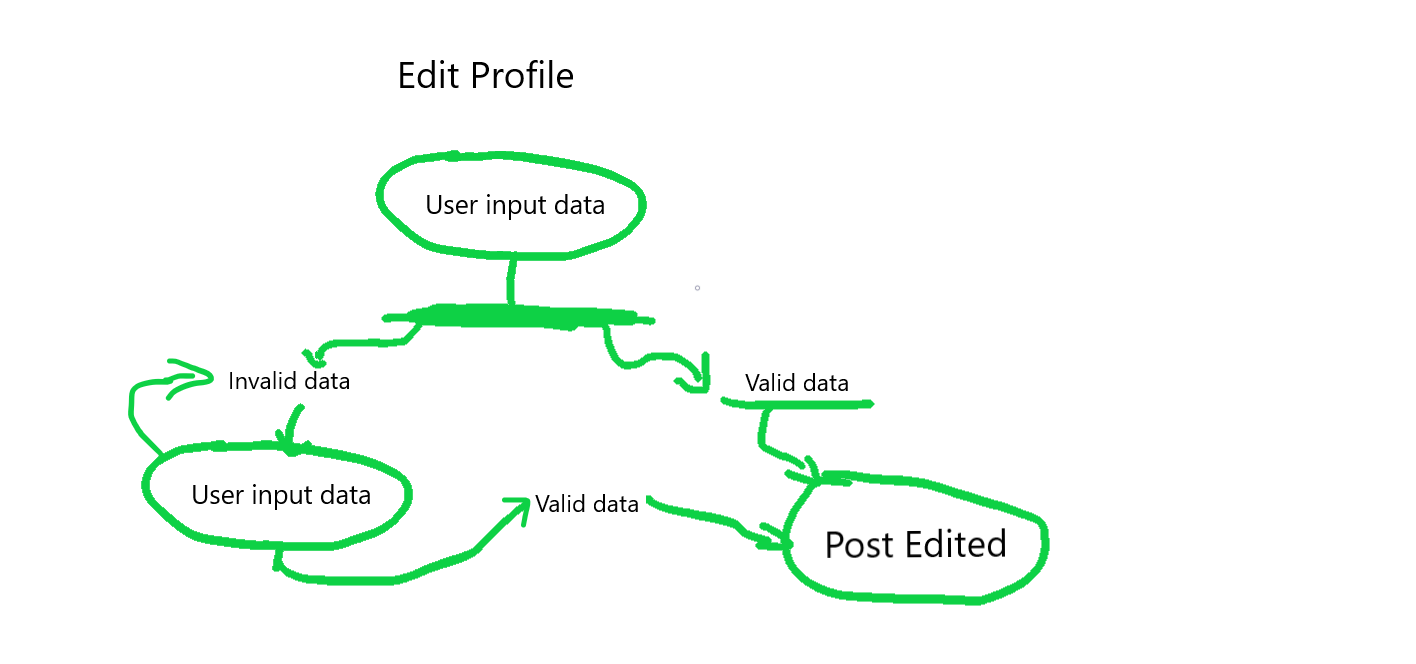 Edit Profile
User input data
Invalid data
Valid data
User input data
Valid data
Post Edited